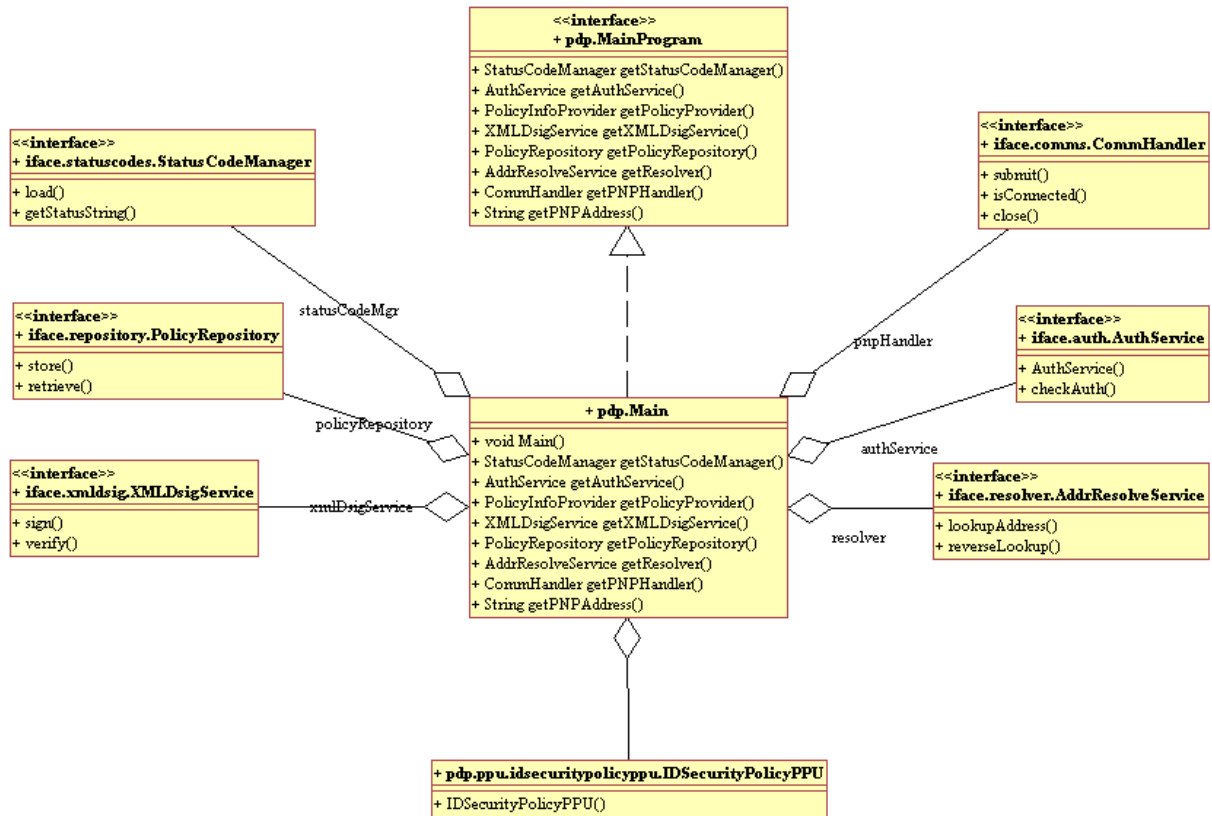 <<interface>>
+ pdp.MainProgram
+ StatusCodeManager getStatusCodeManager()
+ AuthService getAuthService()
+ PolicyInfoProvider getPolicyProvider()
+ XMLDsigService getXMLDsigService()
+ PolicyRepository getPolicyRepository()
+ AddrResolveService getResolver()
+ CommHandler getPNPHandler()
+ String getPNPAddress()
<<interface>>
+ iface.statuscodes.StatusCodeManager
+ load()
+ getStatusString()
<<interface>>
+ iface.comms.CommHandler
+ submit()
+ isConnected()
+ close()
statusCodeMgr
pnpHandler
<<interface>>
+ iface.repository.PolicyRepository
+ store()
+ retrieve()
<<interface>>
+ iface.auth.AuthService
+ AuthService()
+ checkAuth()
policyRepository
authService
<<interface>>
+ iface.xmldsig.XMLDsigService
+ sign()
+ verify()
xmlDsigService
+ pdp.Main
+ void Main()
+ StatusCodeManager getStatusCodeManager()
+ AuthService getAuthService()
+ PolicyInfoProvider getPolicyProvider()
+ XMLDsigService getXMLDsigService()
+ PolicyRepository getPolicyRepository()
+ AddrResolveService getResolver()
+ CommHandler getPNPHandler()
+ String getPNPAddress()
<<interface>>
+ iface.resolver.AddrResolveService
+ lookupAddress()
+ reverseLookup()
resolver
+ pdp.ppu.idsecuritypolicyppu.IDSecurityPolicyPPU
+ IDSecurityPolicyPPU()